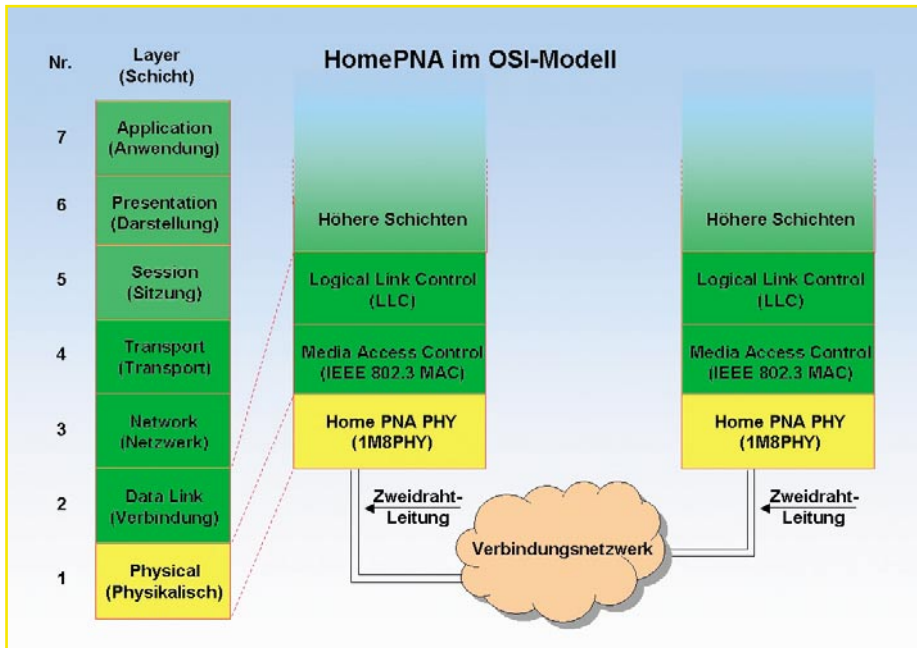 HomePNA im OSI-Modell
Nr.
Layer
(Schicht)
7
Application
(Anwendung)
6
Presentation
(Darstellung)
5
Session
(Sitzung)
4
Transport
(Transport)
3
Network
(Netzwerk)
2
Data Link
(Verbindung)
1
Physical
(Physikalisch)
Höhere Schichten
Logical Link Control
(LLC)
Media Access Control
(IEEE 802.3 MAC)
Home PNA PHY
(1M8PHY)
Zweidraht-
Leitung
Verbindungsnetzwerk
Höhere Schichten
Logical Link Control
(LLC)
Media Access Control
(IEEE 802.3 MAC)
Home PNA PHY
(1M8PHY)
Zweidraht-
Leitung